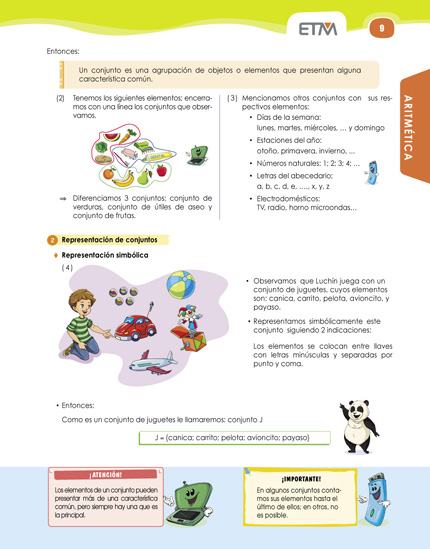 ETM
9
ARITMÉTICA
Entonces:
Un conjunto es una agrupación de objetos o elementos que presentan alguna
característica común.
(2) Tenemos los siguientes elementos; encerra-
mos con una línea los conjuntos que obser-
vamos.
⇒ Diferenciamos 3 conjuntos: conjunto de
verduras, conjunto de útiles de aseo y
conjunto de frutas.
(3) Mencionamos otros conjuntos con sus res-
pectivos elementos:
• Días de la semana:
lunes, martes, miércoles, ... y domingo
• Estaciones del año:
otoño, primavera, invierno, ...
• Números naturales: 1; 2; 3; 4; ...
• Letras del abecedario:
a, b, c, d, e, ...., x, y, z
• Electrodomésticos:
TV, radio, horno microondas...
2 Representación de conjuntos
Representación simbólica
(4)
• Observamos que Luchín juega con un
conjunto de juguetes, cuyos elementos
son: canica, carrito, pelota, avioncito, y
payaso.
• Representamos simbólicamente este
conjunto siguiendo 2 indicaciones:
Los elementos se colocan entre llaves
con letras minúsculas y separadas por
punto y coma.
• Entonces:
Como es un conjunto de juguetes le llamaremos: conjunto J
J = {canica; carrito; pelota; avioncito; payaso}
¡ATENCIÓN!
Los elementos de un conjunto pueden
presentar más de una característica
común, pero siempre hay una que es
la principal.
¡IMPORTANTE!
En algunos conjuntos conta-
mos sus elementos hasta el
último de ellos; en otros, no
es posible.